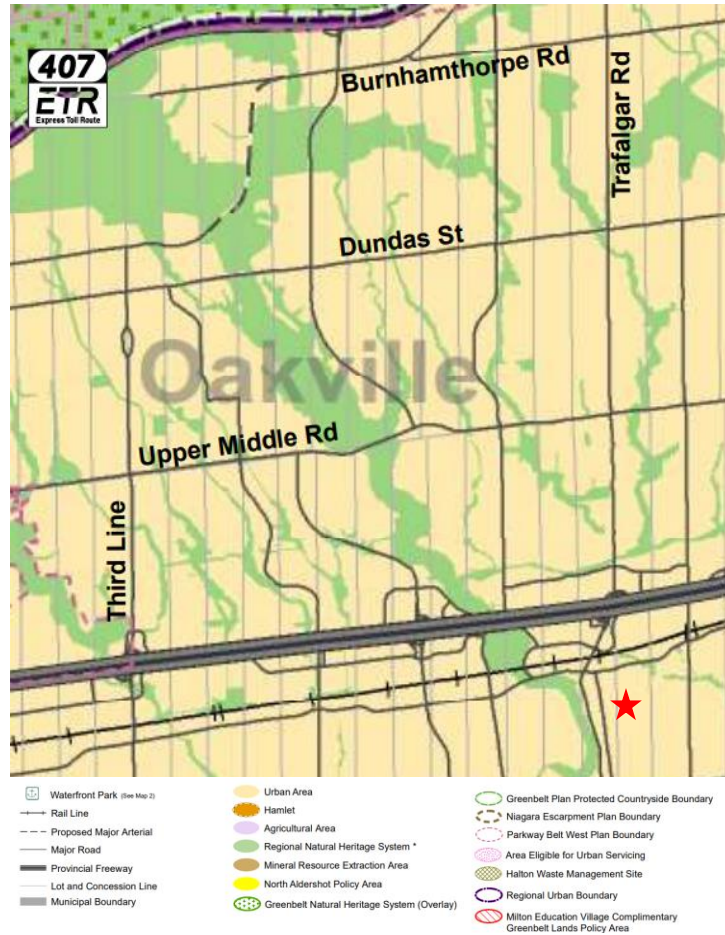 407
ETR
Express Toll Route
Burnhamthorpe Rd
Trafalgar Rd
Dundas St
Oakville
Upper Middle Rd
Third Line
Waterfront Park (See Map 2)
Rail Line
Proposed Major Arterial
Major Road
Provincial Freeway
Lot and Concession Line
Municipal Boundary
Urban Area
Hamlet
Agricultural Area
Regional Natural Heritage System *
Mineral Resource Extraction Area
North Aldershot Policy Area
Greenbelt Natural Heritage System (Overlay)
Greenbelt Plan Protected Countryside Boundary
Niagara Escarpment Plan Boundary
Parkway Belt West Plan Boundary
Area Eligible for Urban Servicing
Halton Waste Management Site
Regional Urban Boundary
Milton Education Village Complimentary
Greenbelt Lands Policy Area